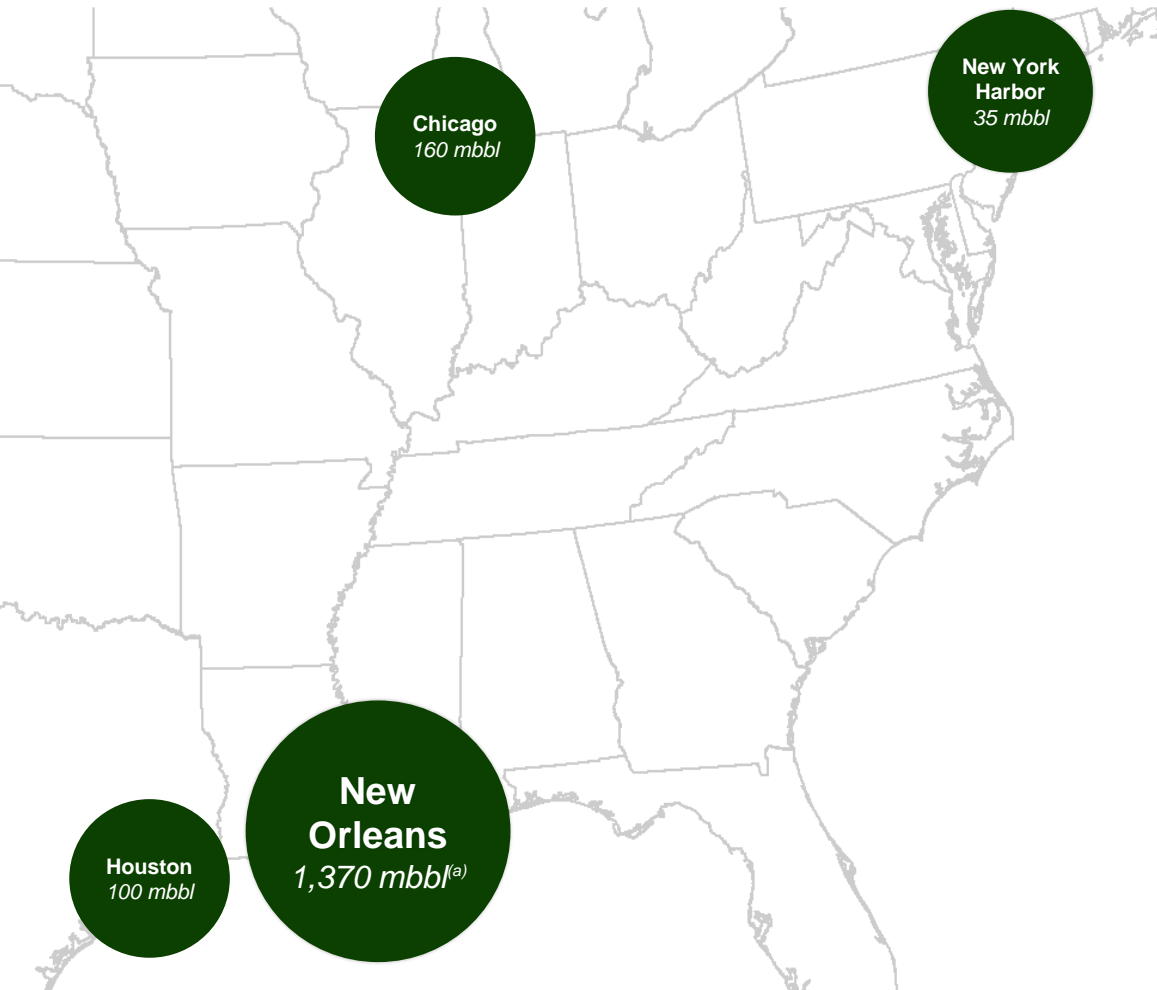 New York
Harbor
35 mbbl
Chicago
160 mbbl
New
Orleans
1,370 mbbl(a)
Houston
100 mbbl